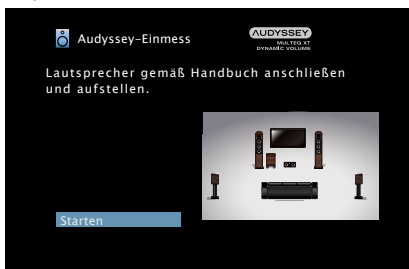 Audyssey-Einmess
AUDYSSEY
MULTEQ XT
DYNAMIC VOLUME
Lautsprecher gemäß Handbuch anschließen
und aufstellen.
Starten